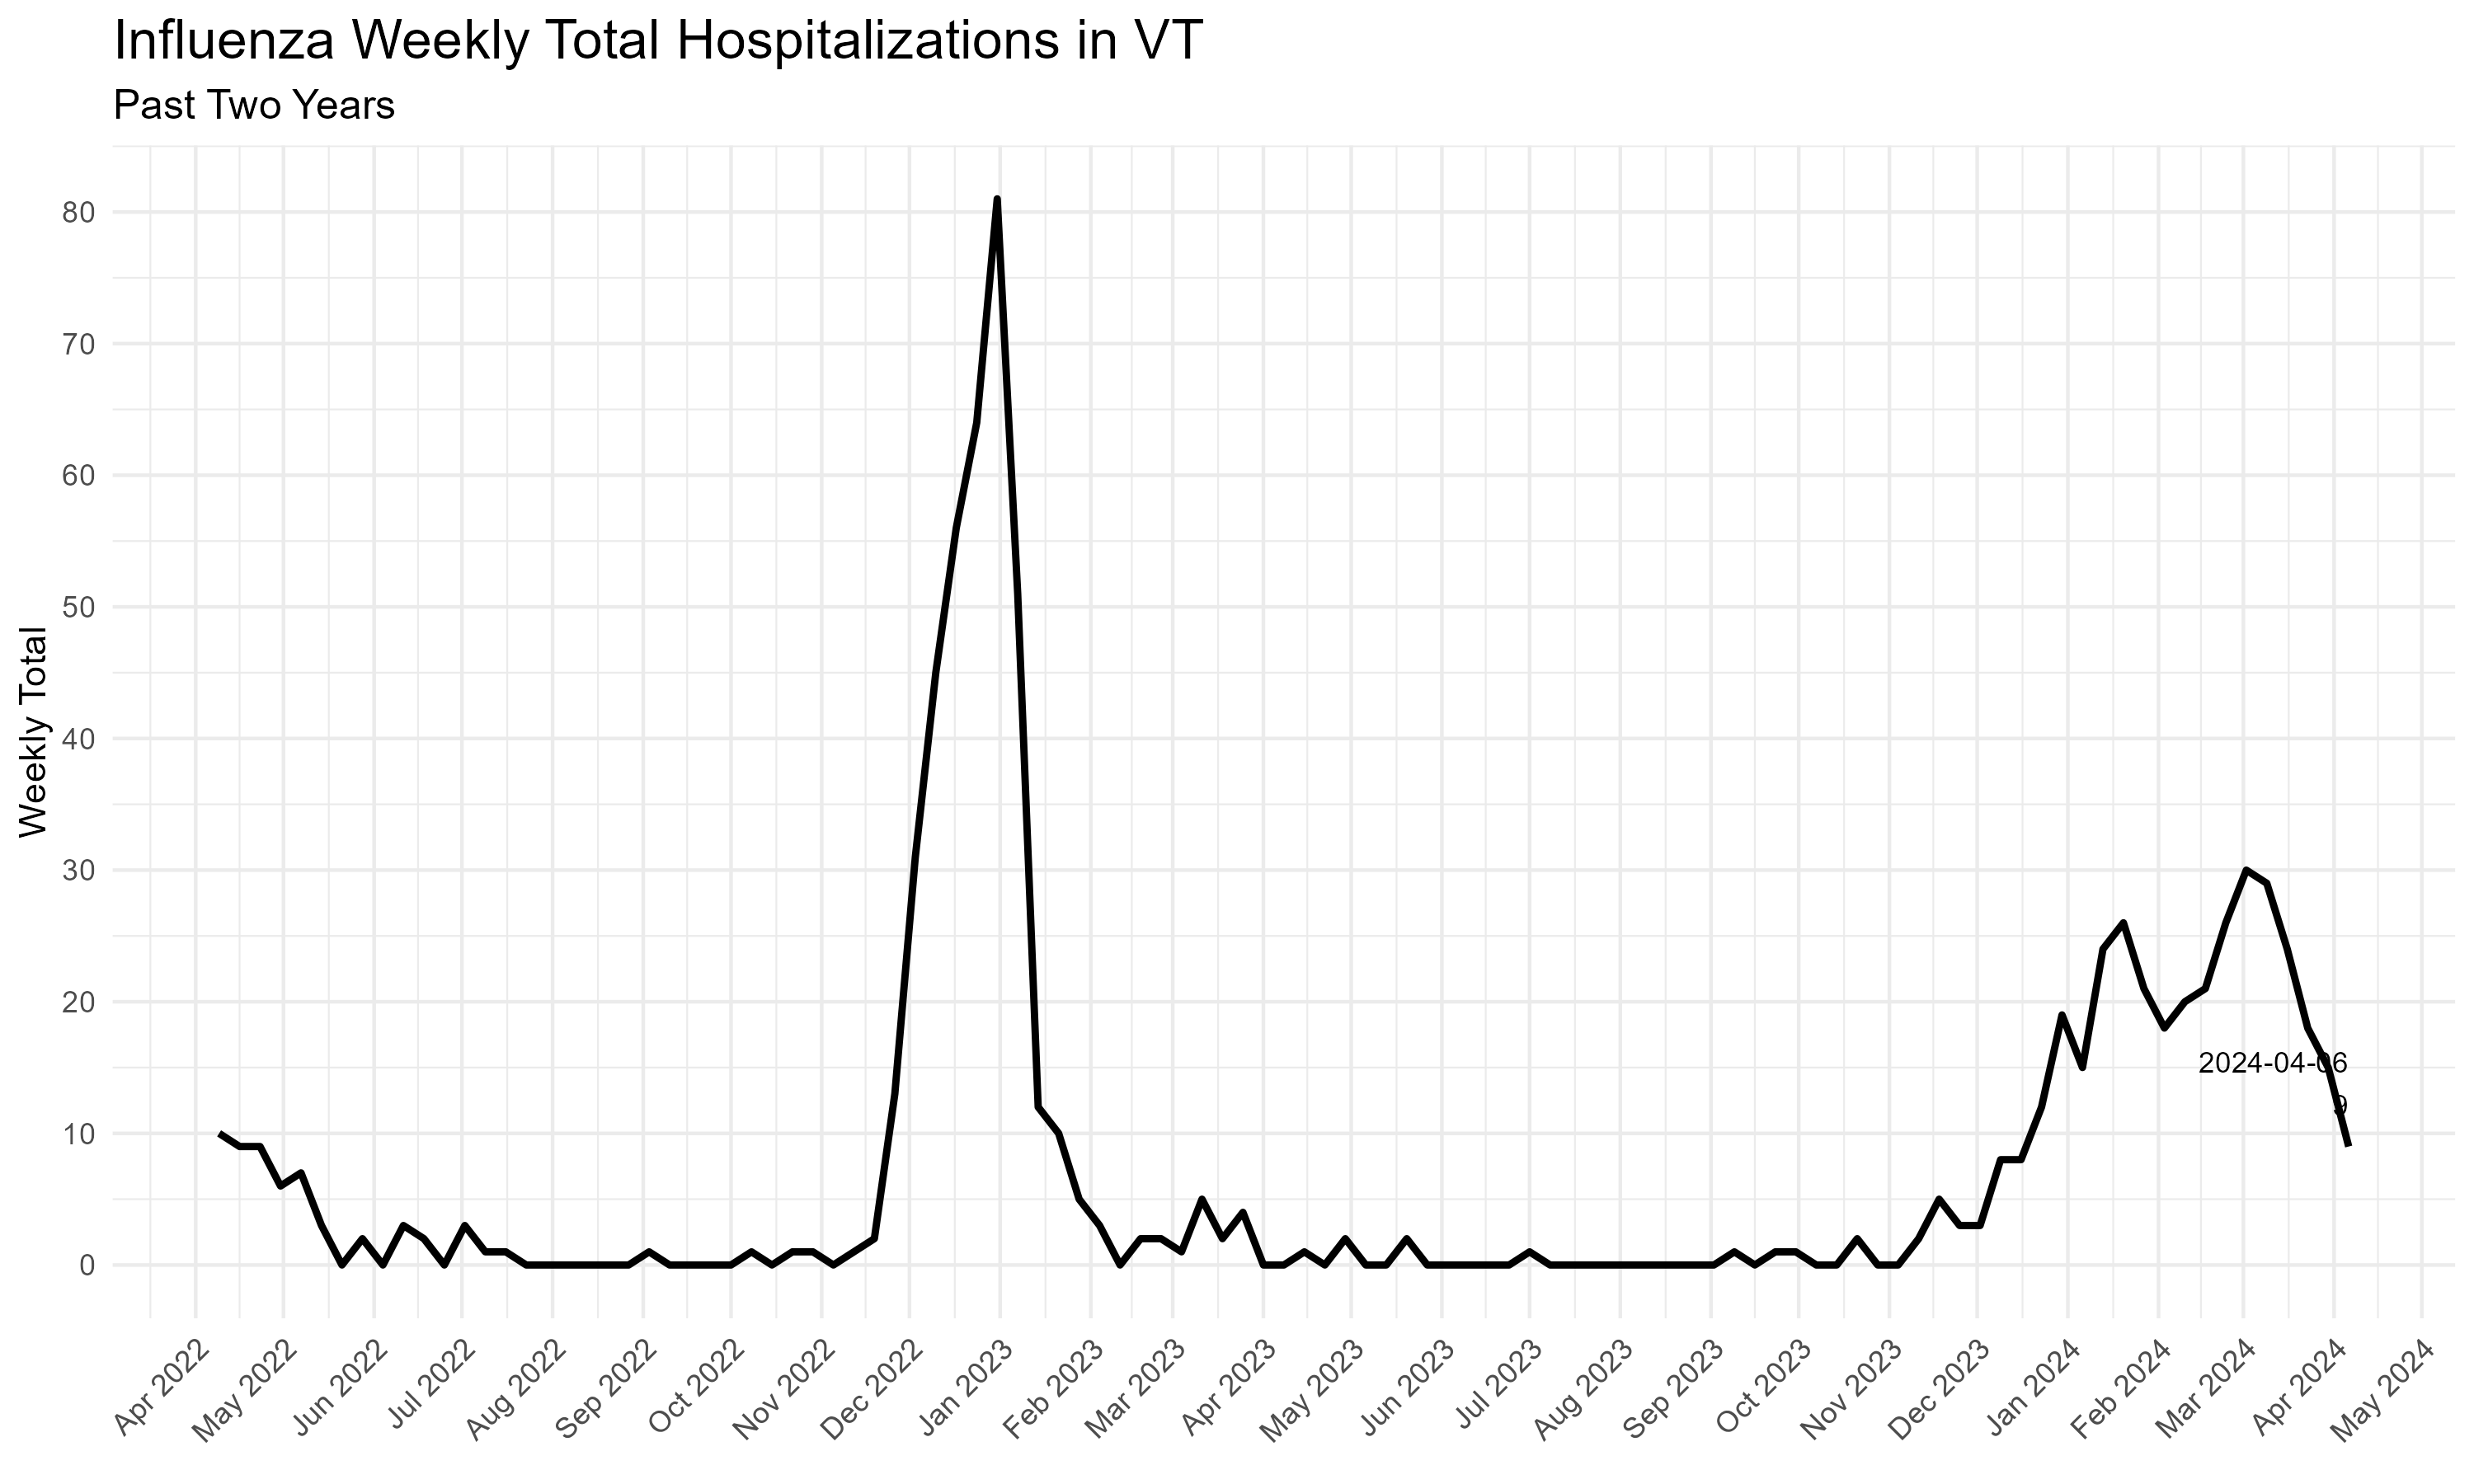 Influenza Weekly Total Hospitalizations in VT
Past Two Years
Weekly Total
80
70
60
50
40
30
20
10
0
2024-04-06
9
Apr 2022
May 2022
Jun 2022
Jul 2022
Aug 2022
Sep 2022
Oct 2022
Nov 2022
Dec 2022
Jan 2023
Feb 2023
Mar 2023
Apr 2023
May 2023
Jun 2023
Jul 2023
Aug 2023
Sep 2023
Oct 2023
Nov 2023
Dec 2023
Jan 2024
Feb 2024
Mar 2024
Apr 2024
May 2024